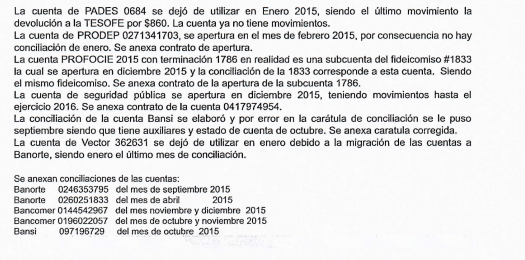 La cuenta de PADES 0684 se dejó de utilizar en Enero 2015, siendo el último movimiento la
devolución a la TESOFE por $860. La cuenta ya no tiene movimientos.
La cuenta de PRODEP 0271341703, se apertura en el mes de febrero 2015, por consecuencia no hay
conciliación de enero. Se anexa contrato de apertura.
La cuenta PROFOCIE 2015 con terminación 1786 en realidad es una subcuenta del fideicomiso #1833
la cual se apertura en diciembre 2015 y la conciliación de la 1833 corresponde a esta cuenta. Siendo
el mismo fideicomiso. Se anexa contrato de la apertura de la subcuenta 1786.
La cuenta de seguridad pública se apertura en diciembre 2015, teniendo movimientos hasta el
ejercicio 2016. Se anexa contrato de la cuenta 0417974954.
La conciliación de la cuenta Bansi se elaboró y por error en la carátula de conciliación se le puso
septiembre siendo que tiene auxiliares y estado de cuenta de octubre. Se anexa caratula corregida.
La cuenta de Vector 362631 se dejó de utilizar en enero debido a la migración de las cuentas a
Banorte, siendo enero el último mes de conciliación.
Se anexan conciliaciones de las cuentas:
Banorte 0246353795 del mes de septiembre 2015
Banorte 0260251833 del mes de abril 2015
Bancomer 0144542967 del mes noviembre y diciembre 2015
Bancomer 0196022057 del mes de octubre y noviembre 2015
Bansi 097196729 del mes de octubre 2015